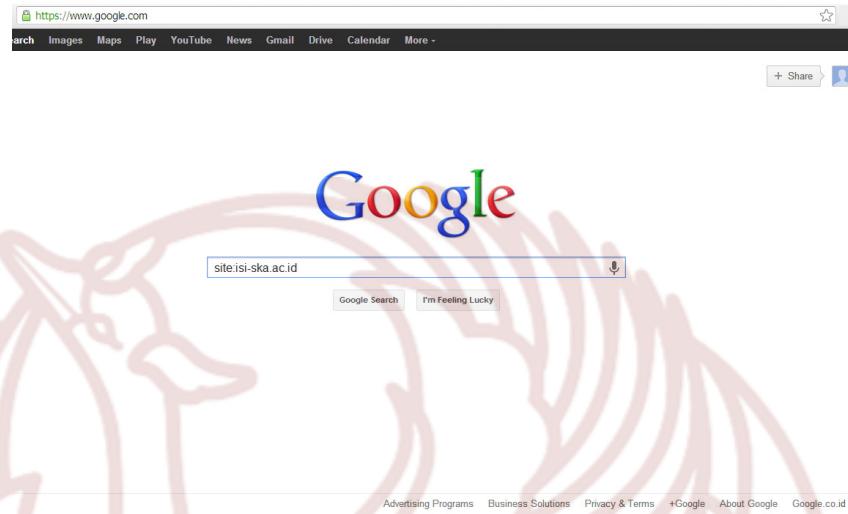 https://www.google.com
arch Images Maps Play YouTube News Gmail Drive Calendar More
+ Share
Google
site:isi-ska.ac.id
Google Search I'm Feeling Lucky
Advertising Programs Business Solutions Privacy & Terms +Google About Google Google.co.id